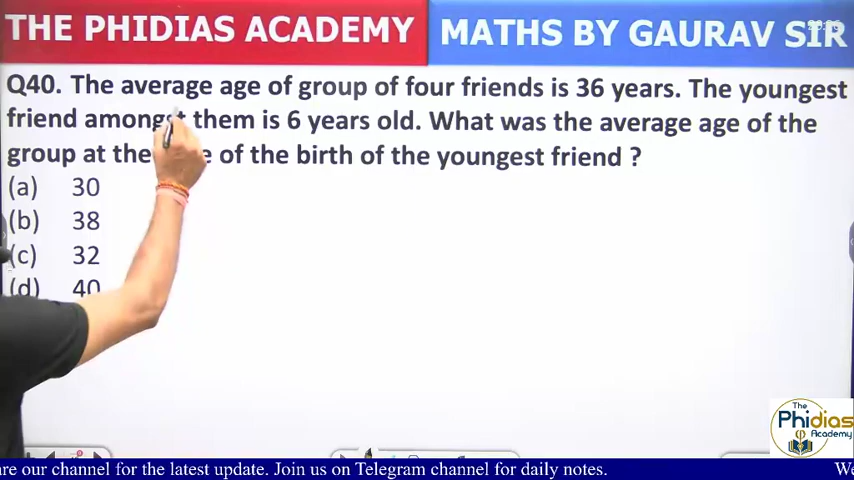 THE PHIDIAS ACADEMY
MATHS BY GAURAV SIR
Q40. The average age of group of four friends is 36 years. The youngest
friend amongst them is 6 years old. What was the average age of the
group at the of the birth of the youngest friend ?
(a) 30
(b) 38
(c) 32
(d) 40
The
Phidias
Academy
are our channel for the latest update. Join us on Telegram channel for daily notes.
We